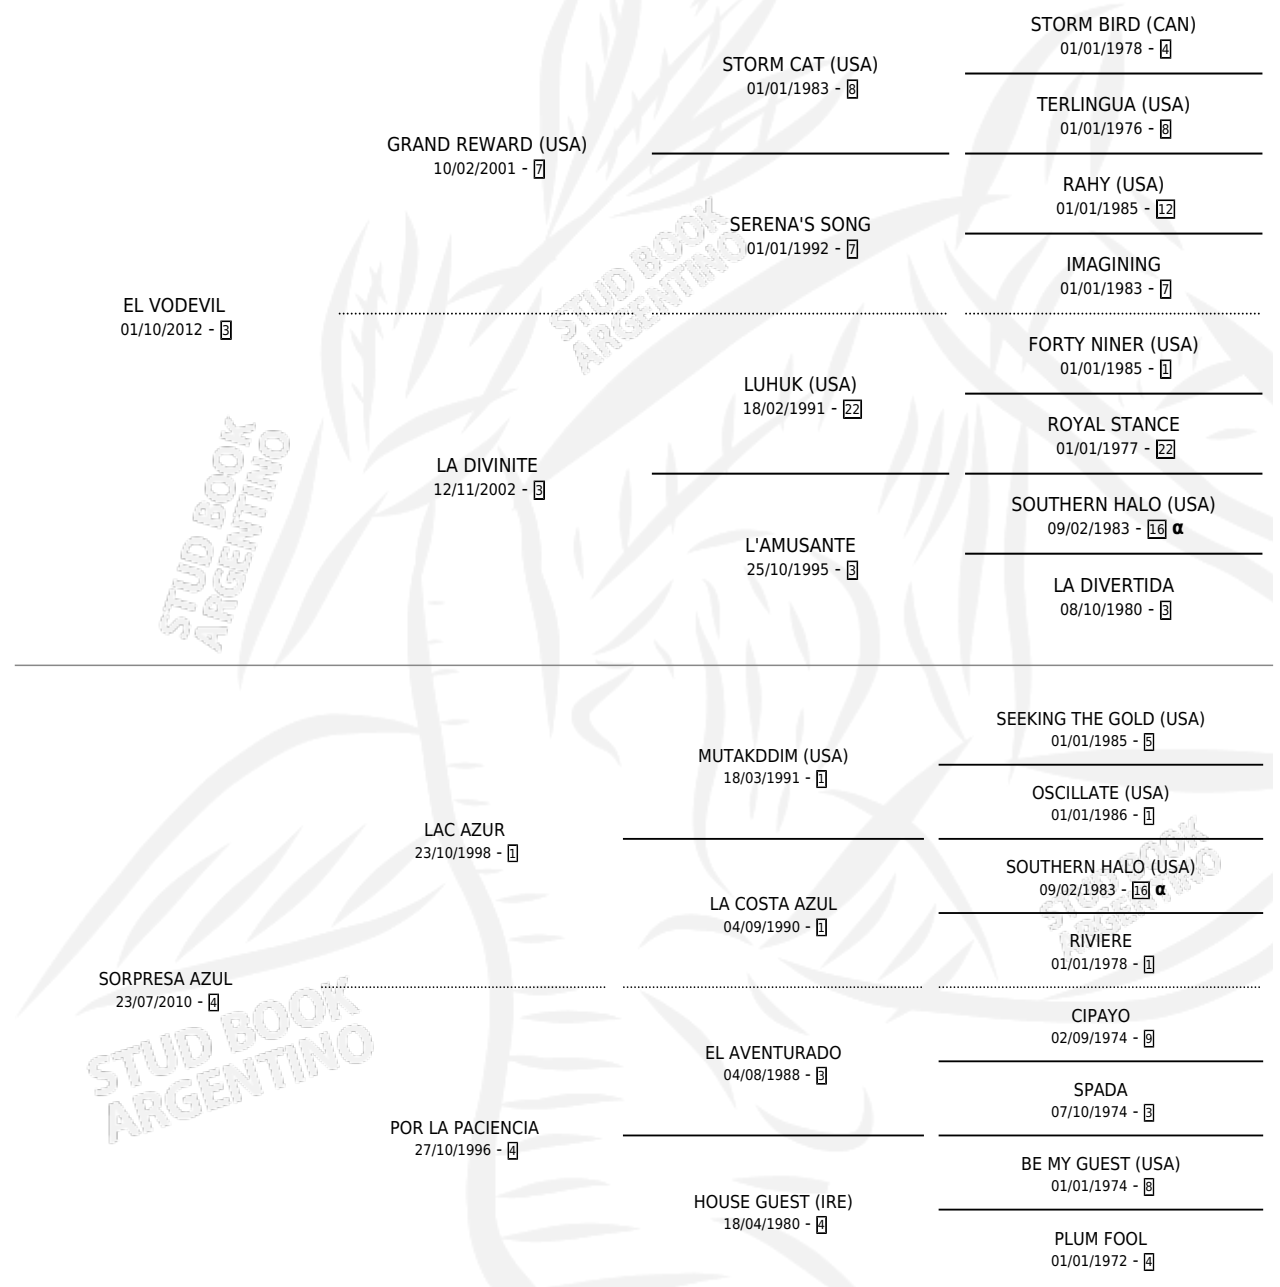 STORM BIRD (CAN)
01/01/1978 - 4
STORM CAT (USA)
01/01/1983 - 8
TERLINGUA (USA)
01/01/1976 - 8
GRAND REWARD (USA)
10/02/2001 - 7
RAHY (USA)
01/01/1985 - 12
SERENA'S SONG
01/01/1992 - 7
IMAGINING
01/01/1983 - 7
EL VODEVIL
01/10/2012 - 3
FORTY NINER (USA)
01/01/1985 - 1
LUHUK (USA)
18/02/1991 - 22
ROYAL STANCE
01/01/1977 - 22
LA DIVINITE
12/11/2002 - 3
SOUTHERN HALO (USA)
09/02/1983 - 16 α
L'AMUSANTE
25/10/1995 - 3
LA DIVERTIDA
08/10/1980 - 3
STUD BOOK
ARGENTINO
STUD BOOK
ARGENTINO
SEEKING THE GOLD (USA)
01/01/1985 - 5
MUTAKDDIM (USA)
18/03/1991 - 1
OSCILLATE (USA)
01/01/1986 - 1
LAC AZUR
23/10/1998 - 1
SOUTHERN HALO (USA)
09/02/1983 - 16 α
LA COSTA AZUL
04/09/1990 - 1
RIVIERE
01/01/1978 - 1
SORPRESA AZUL
23/07/2010 - 4
CIPAYO
02/09/1974 - 9
EL AVENTURADO
04/08/1988 - 3
SPADA
07/10/1974 - 3
POR LA PACIENCIA
27/10/1996 - 4
BE MY GUEST (USA)
01/01/1974 - 8
HOUSE GUEST (IRE)
18/04/1980 - 4
PLUM FOOL
01/01/1972 - 4
STUD BOOK
ARGENTINO
STUD BOOK
ARGENTINO